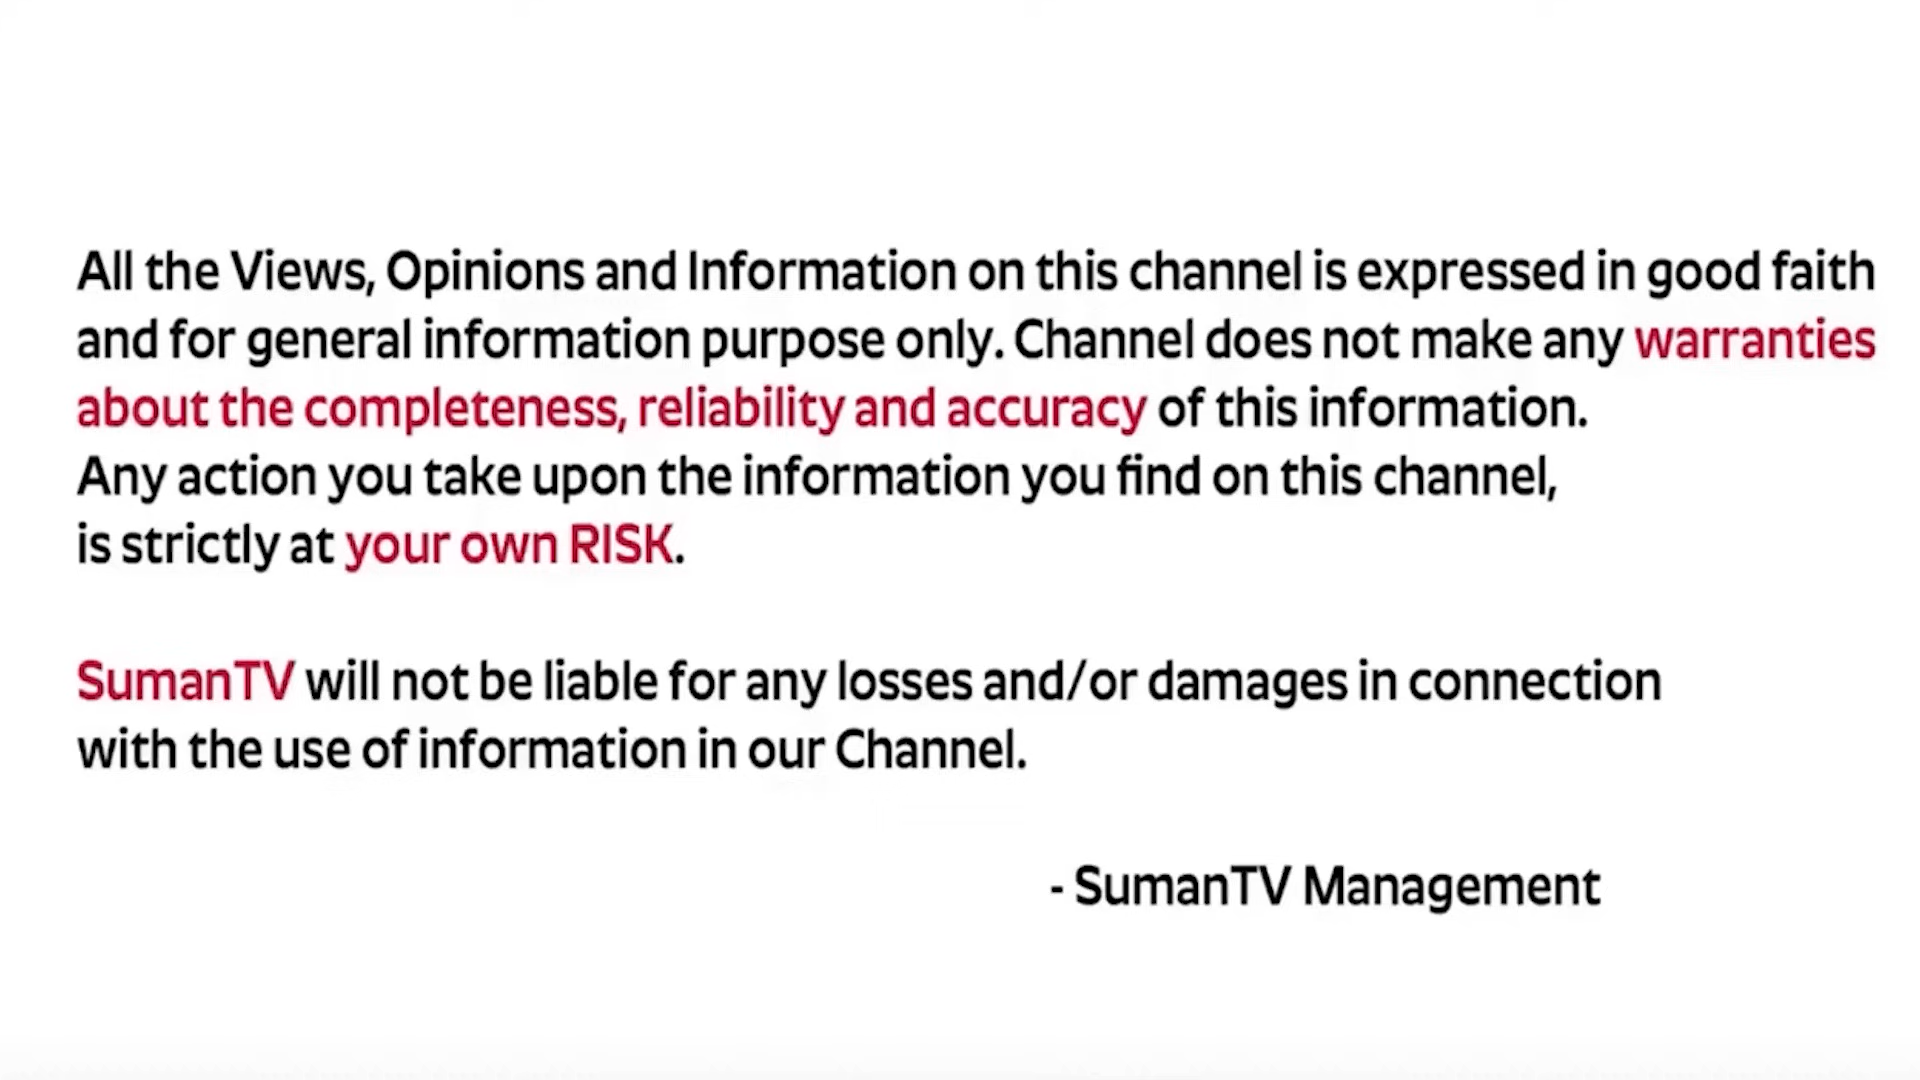 All the Views, Opinions and Information on this channel is expressed in good faith
and for general information purpose only. Channel does not make any warranties
about the completeness, reliability and accuracy of this information.
Any action you take upon the information you find on this channel,
is strictly at your own RISK.
SumanTV will not be liable for any losses and/or damages in connection
with the use of information in our Channel.
- SumanTV Management